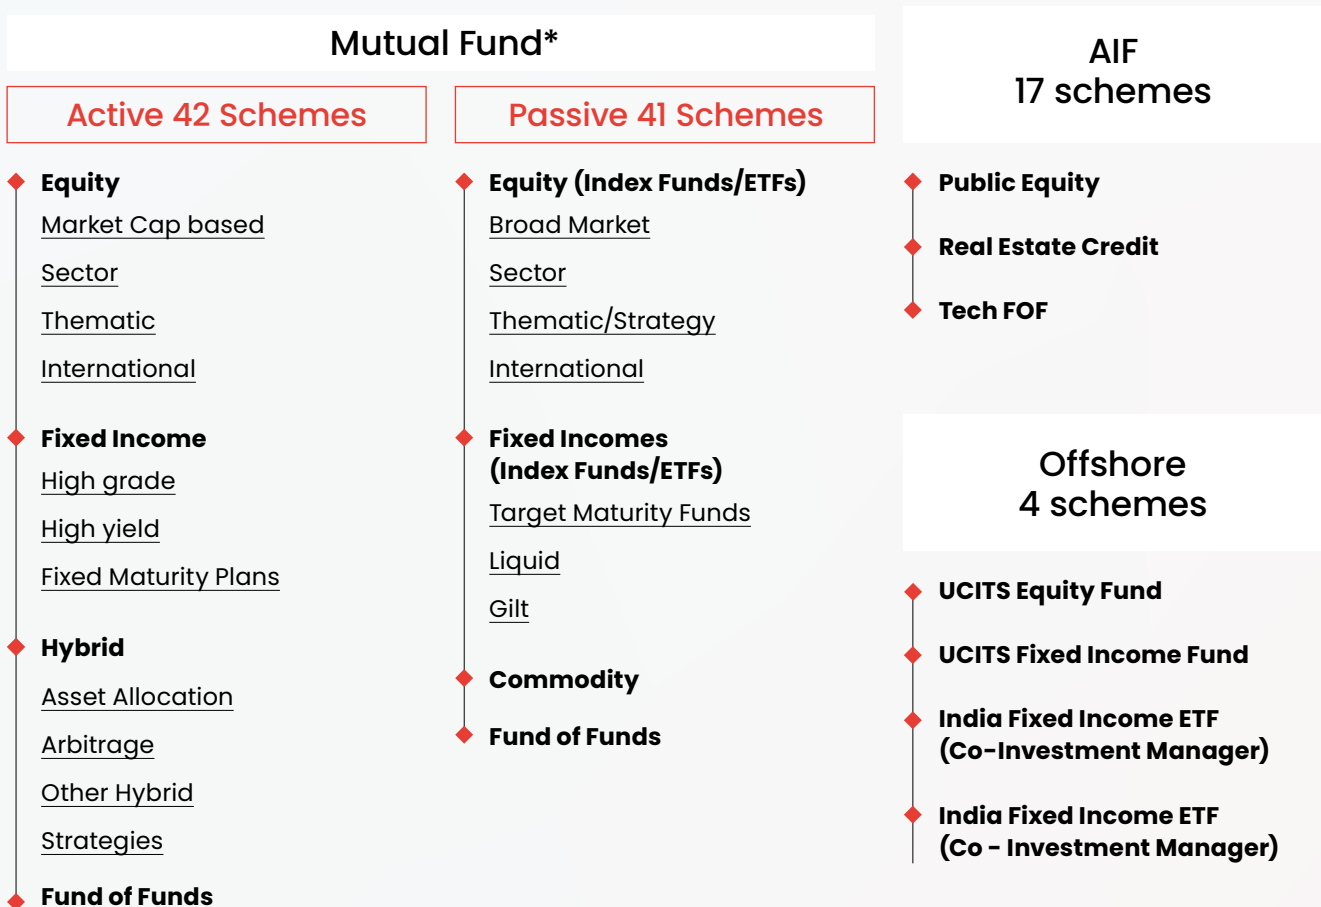 Mutual Fund*
Active 42 Schemes
Equity
Market Cap based
Sector
Thematic
International
Fixed Income
High grade
High yield
Fixed Maturity Plans
Hybrid
Asset Allocation
Arbitrage
Other Hybrid
Strategies
Fund of Funds
Passive 41 Schemes
Equity (Index Funds/ETFs)
Broad Market
Sector
Thematic/Strategy
International
Fixed Incomes
(Index Funds/ETFs)
Target Maturity Funds
Liquid
Gilt
Commodity
Fund of Funds
AIF
17 schemes
Public Equity
Real Estate Credit
Tech FOF
Offshore
4 schemes
UCITS Equity Fund
UCITS Fixed Income Fund
India Fixed Income ETF
(Co-Investment Manager)
India Fixed Income ETF
(Co - Investment Manager)